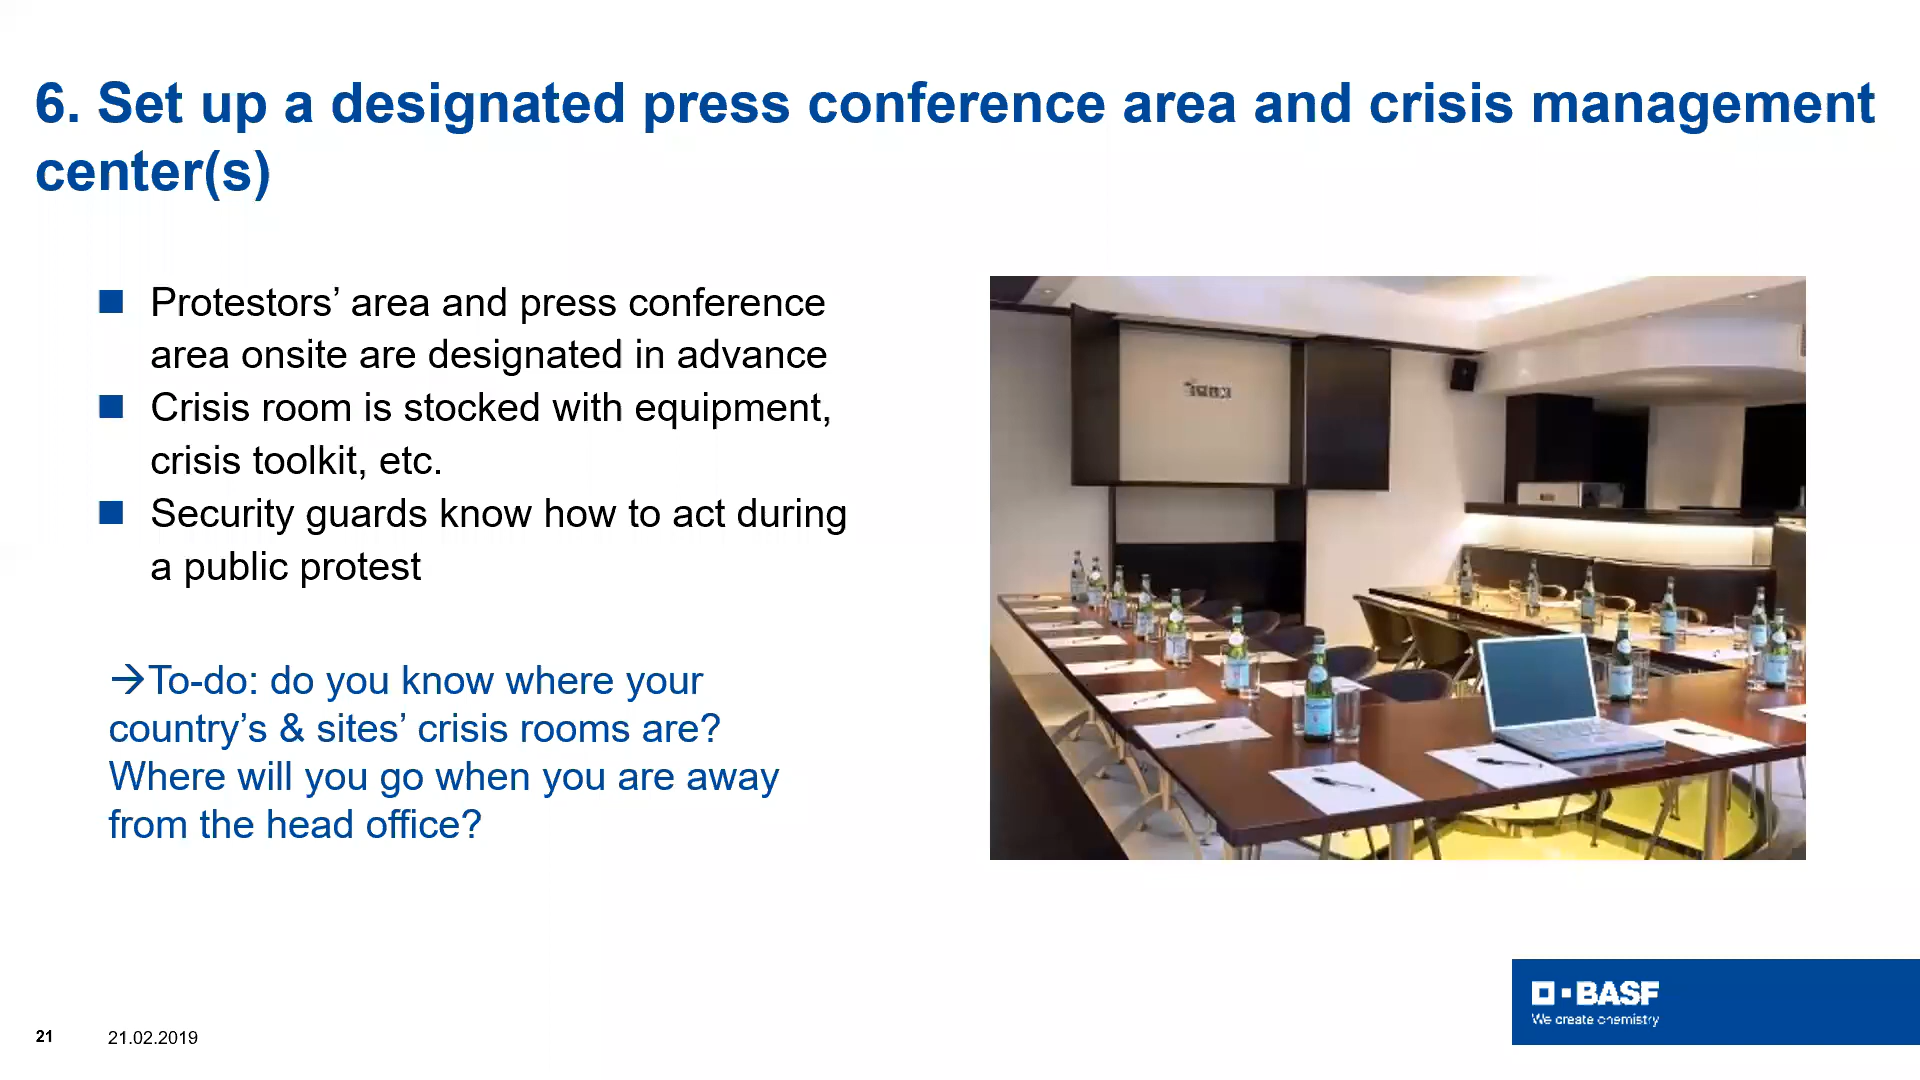 6. Set up a designated press conference area and crisis management
center(s)
■ Protestors’ area and press conference
area onsite are designated in advance
■ Crisis room is stocked with equipment,
crisis toolkit, etc.
■ Security guards know how to act during
a public protest
→To-do: do you know where your
country’s & sites’ crisis rooms are?
Where will you go when you are away
from the head office?
BASF
We create chemistry
21 21.02.2019